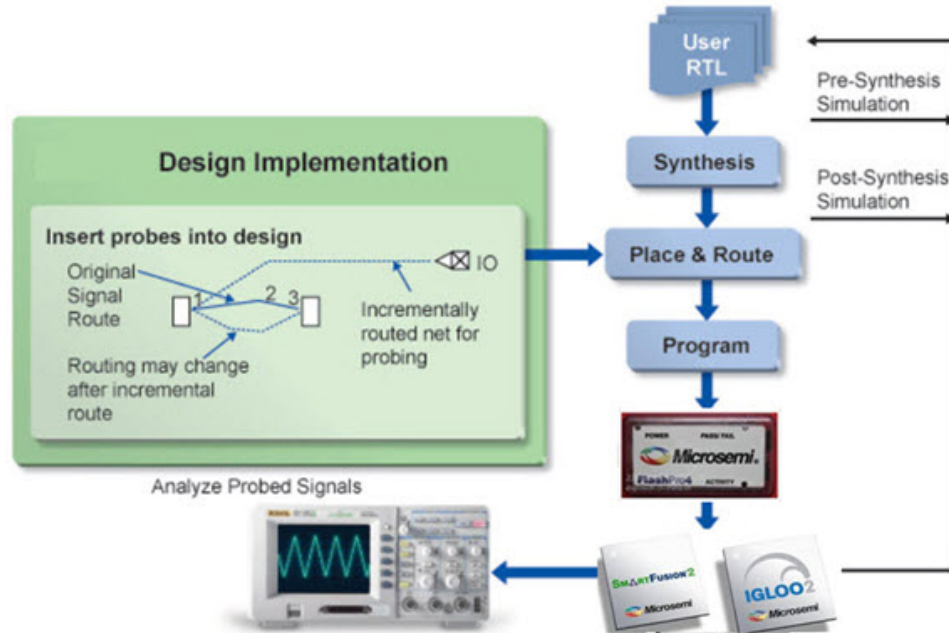 User
RTL
Pre-Synthesis
Simulation
Synthesis
Post-Synthesis
Simulation
Design Implementation
Insert probes into design
Original
Signal
Route
1
2
3
IO
Incrementally
routed net for
probing
Routing may change
after incremental
route
Place & Route
Program
POWER
PASS/ FAIL
Microsemi.
FlashPro4
ACTIVITY
Analyze Probed Signals
SMARTFUSION2
Microsemi
IGLOO2
Microsemi